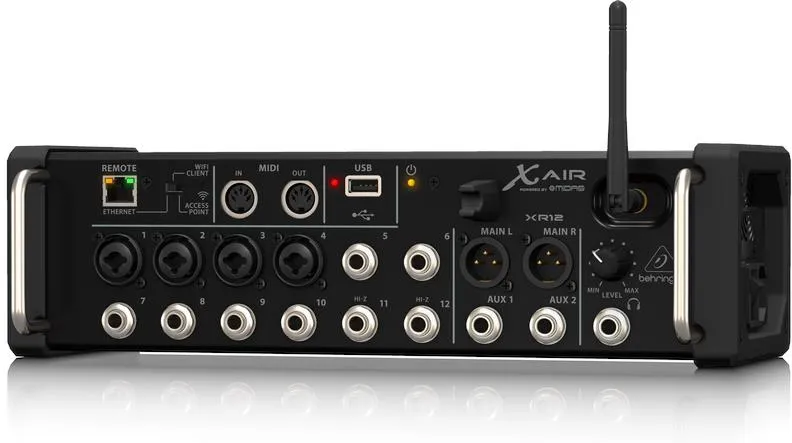 REMOTE
WIFI
CLIENT
ETHERNET
ACCESS
POINT
MIDI
IN
OUT
USB
X AIR
POWERED BY MIDAS
XR12
1
2
3
4
5
6
MAIN L
MAIN R
behringer
MIN LEVEL MAX
7
8
9
10
HI-Z 11
HI-Z 12
AUX 1
AUX 2